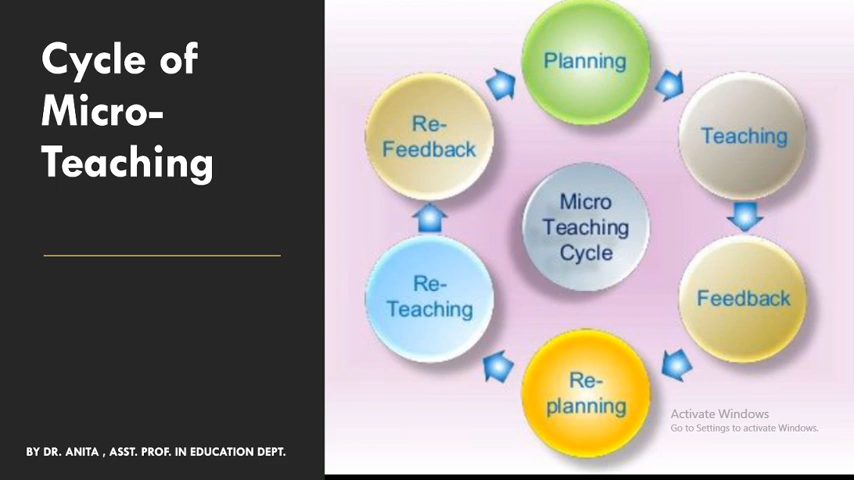 Cycle of
Micro-
Teaching
BY DR. ANITA , ASST. PROF. IN EDUCATION DEPT.
Planning
Teaching
Feedback
Re-
planning
Re-
Teaching
Re-
Feedback
Micro
Teaching
Cycle
Activate Windows
Go to Settings to activate Windows.